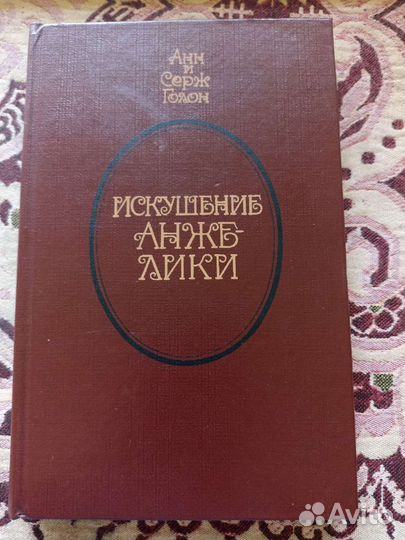 Анн и
Серж
Голон
ИСКУШЕНИЕ
АНЖЕ-
ЛИКИ
Avito